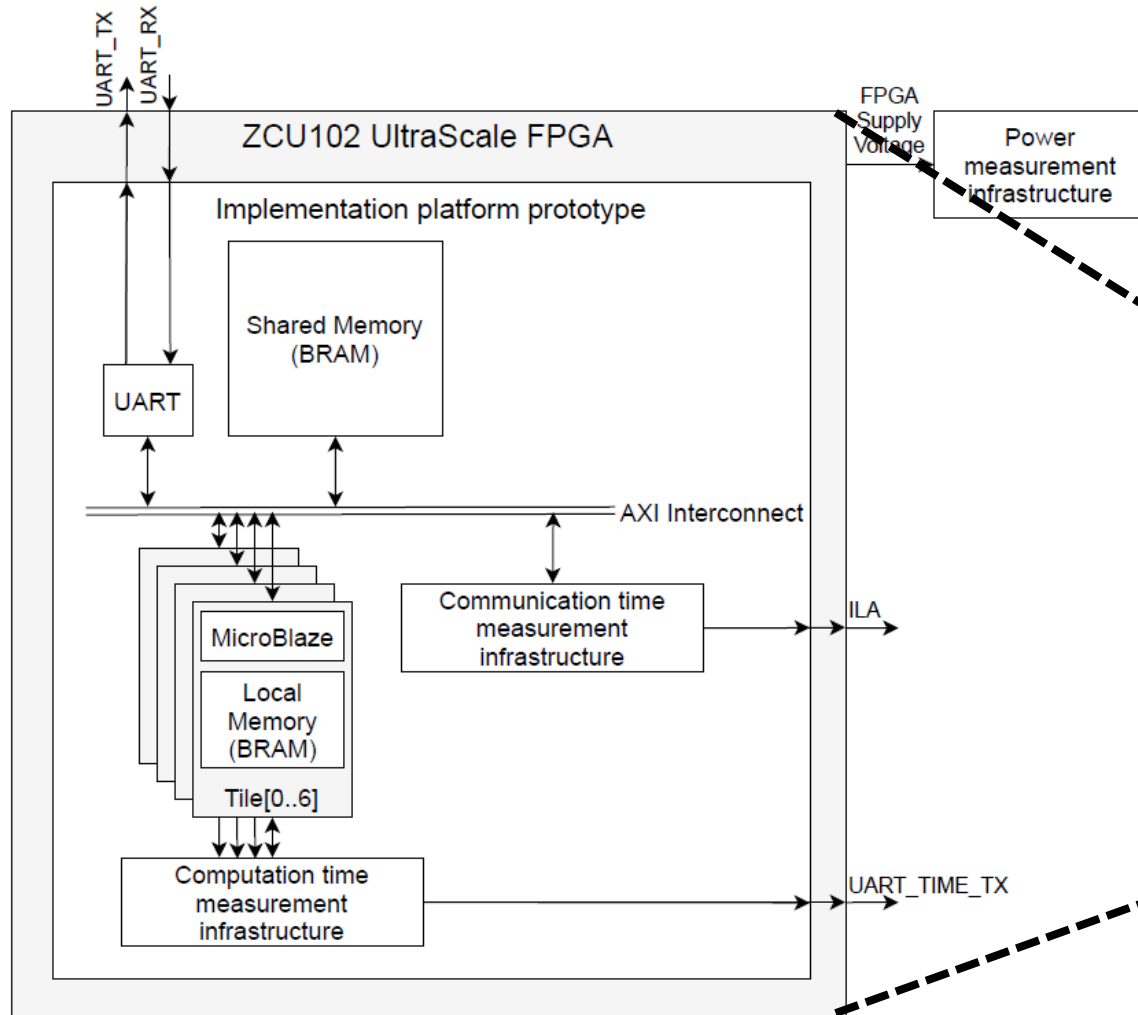 UART_TX
UART_RX
FPGA
Supply
Voltage
ZCU102 UltraScale FPGA
Power
measurement
infrastructure
Implementation platform prototype
Shared Memory
(BRAM)
UART
AXI Interconnect
Communication time
measurement
infrastructure
ILA
MicroBlaze
Local
Memory
(BRAM)
Tile[0..6]
Computation time
measurement
infrastructure
UART_TIME_TX